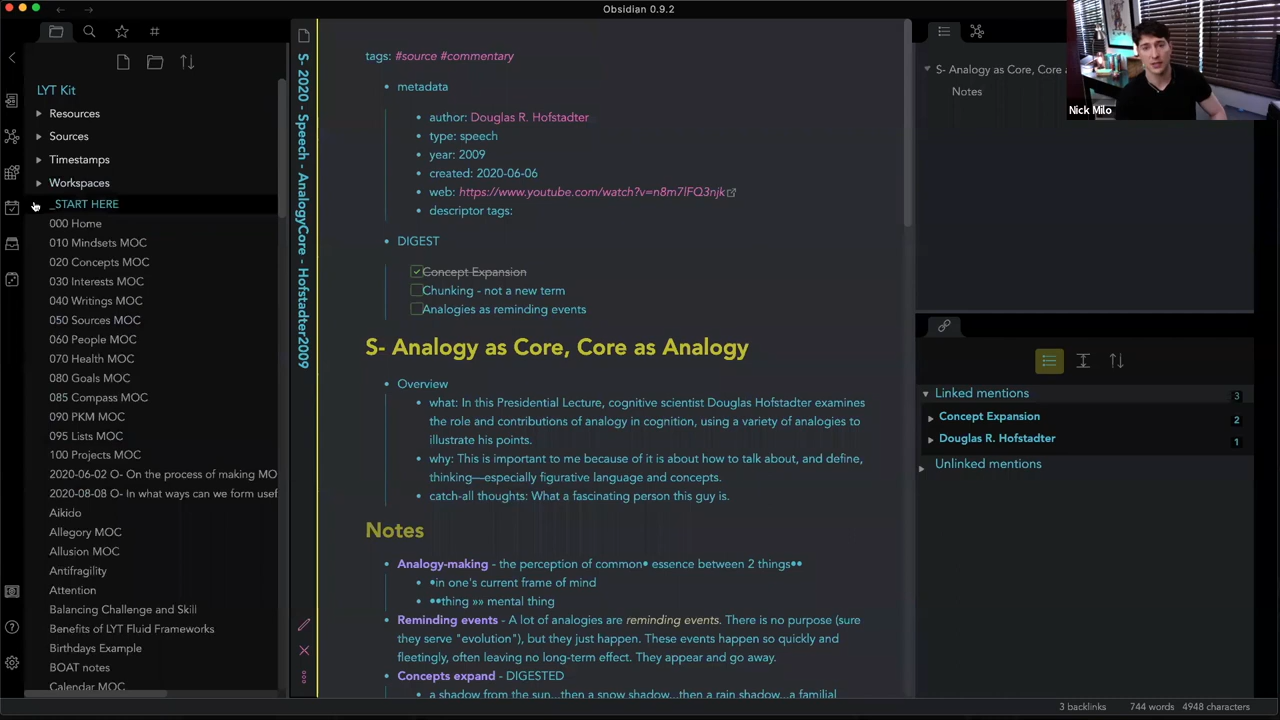 Obsidian 0.9.2
LYT Kit
Resources
Sources
Timestamps
Workspaces
_START HERE
000 Home
010 Mindsets MOC
020 Concepts MOC
030 Interests MOC
040 Writings MOC
050 Sources MOC
060 People MOC
070 Health MOC
080 Goals MOC
085 Compass MOC
090 PKM MOC
095 Lists MOC
100 Projects MOC
2020-06-02 O- On the process of making MO
2020-08-08 O- In what ways can we form usef
Aikido
Allegory MOC
Allusion MOC
Antifragility
Attention
Balancing Challenge and Skill
Benefits of LYT Fluid Frameworks
Birthdays Example
BOAT notes
Calendar MOC
S- 2020 - Speech - AnalogyCore - Hofstadter2009
tags: #source #commentary
• metadata
• author: Douglas R. Hofstadter
• type: speech
• year: 2009
• created: 2020-06-06
• web: https://www.youtube.com/watch?v=n8m7lFQ3njk
• descriptor tags:
• DIGEST
Concept Expansion
Chunking - not a new term
Analogies as reminding events
S- Analogy as Core, Core as Analogy
• Overview
• what: In this Presidential Lecture, cognitive scientist Douglas Hofstadter examines
the role and contributions of analogy in cognition, using a variety of analogies to
illustrate his points.
• why: This is important to me because of it is about how to talk about, and define,
thinking—especially figurative language and concepts.
• catch-all thoughts: What a fascinating person this guy is.
Notes
• Analogy-making - the perception of common• essence between 2 things••
• •in one's current frame of mind
• ••thing »» mental thing
• Reminding events - A lot of analogies are reminding events. There is no purpose (sure
they serve "evolution"), but they just happen. These events happen so quickly and
fleetingly, often leaving no long-term effect. They appear and go away.
• Concepts expand - DIGESTED
• a shadow from the sun...then a snow shadow...then a rain shadow...a familial
S- Analogy as Core, Core a
Notes
Nick Milo
Linked mentions 3
Concept Expansion 2
Douglas R. Hofstadter 1
Unlinked mentions
3 backlinks 744 words 4948 characters